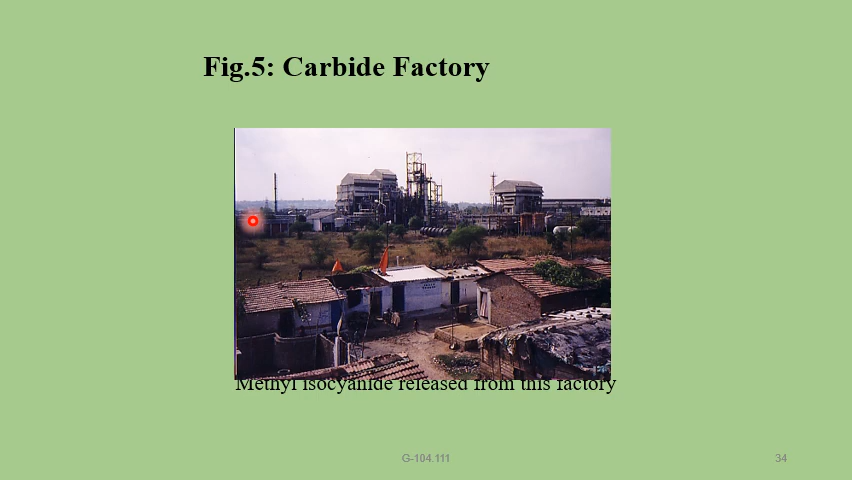 Fig.5: Carbide Factory
Methyl isocyanide released from this factory
G-104.111
34